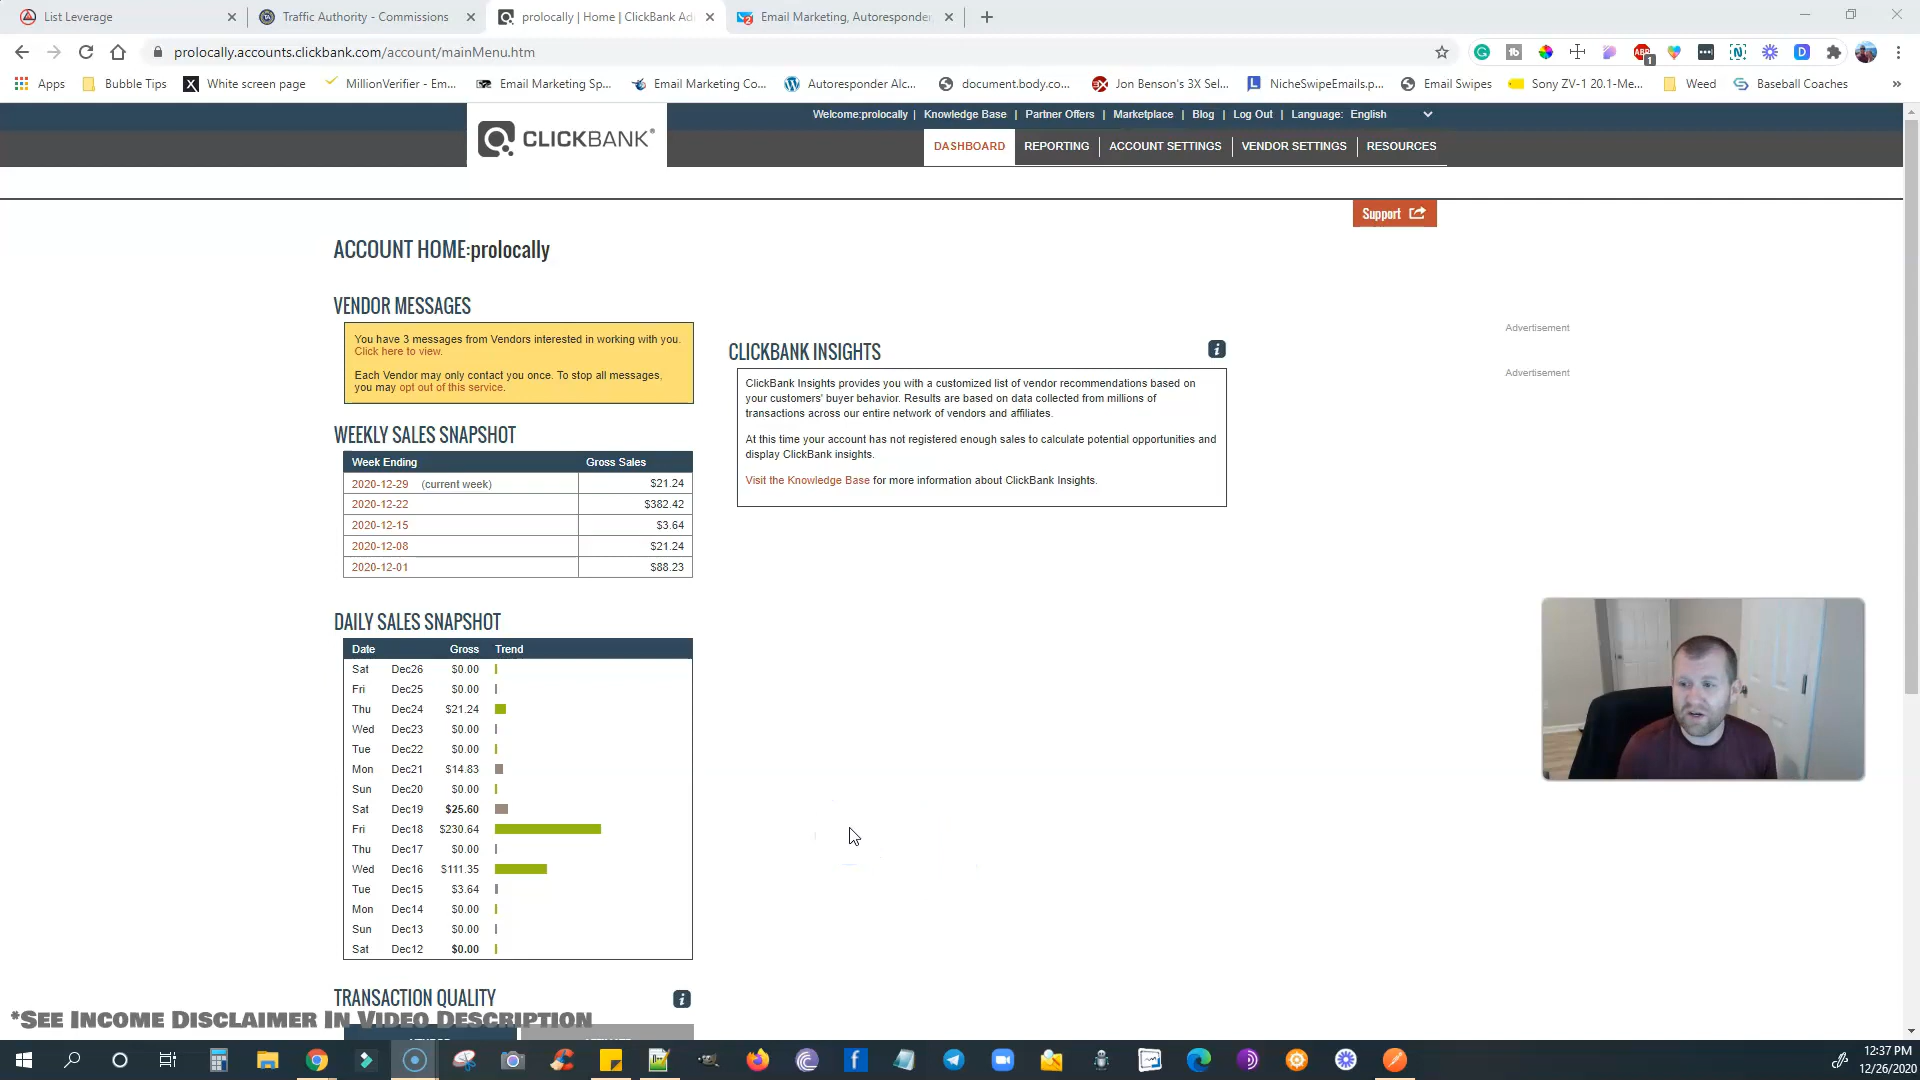 List Leverage
Traffic Authority - Commissions
prolocally | Home | ClickBank Ad
Email Marketing, Autoresponder
prolocally.accounts.clickbank.com/account/mainMenu.htm
Apps
Bubble Tips
White screen page
MillionVerifier - Em...
Email Marketing Sp...
Email Marketing Co...
Autoresponder Alc...
document.body.co...
Jon Benson's 3X Sel...
NicheSwipeEmails.p...
Email Swipes
Sony ZV-1 20.1-Me...
Weed
Baseball Coaches
Welcome:prolocally | Knowledge Base | Partner Offers | Marketplace | Blog | Log Out | Language: English
CLICKBANK
DASHBOARD
REPORTING
ACCOUNT SETTINGS
VENDOR SETTINGS
RESOURCES
Support
ACCOUNT HOME:prolocally
VENDOR MESSAGES
You have 3 messages from Vendors interested in working with you.
Click here to view.
Each Vendor may only contact you once. To stop all messages,
you may opt out of this service.
CLICKBANK INSIGHTS
ClickBank Insights provides you with a customized list of vendor recommendations based on
your customers' buyer behavior. Results are based on data collected from millions of
transactions across our entire network of vendors and affiliates.
At this time your account has not registered enough sales to calculate potential opportunities and
display ClickBank insights.
Visit the Knowledge Base for more information about ClickBank Insights.
Advertisement
Advertisement
WEEKLY SALES SNAPSHOT
Week Ending Gross Sales
2020-12-29 (current week) $21.24
2020-12-22 $382.42
2020-12-15 $3.64
2020-12-08 $21.24
2020-12-01 $88.23
DAILY SALES SNAPSHOT
Date Gross Trend
Sat Dec26 $0.00
Fri Dec25 $0.00
Thu Dec24 $21.24
Wed Dec23 $0.00
Tue Dec22 $0.00
Mon Dec21 $14.83
Sun Dec20 $0.00
Sat Dec19 $25.60
Fri Dec18 $230.64
Thu Dec17 $0.00
Wed Dec16 $111.35
Tue Dec15 $3.64
Mon Dec14 $0.00
Sun Dec13 $0.00
Sat Dec12 $0.00
TRANSACTION QUALITY
*SEE INCOME DISCLAIMER IN VIDEO DESCRIPTION
12:37 PM
12/26/2020